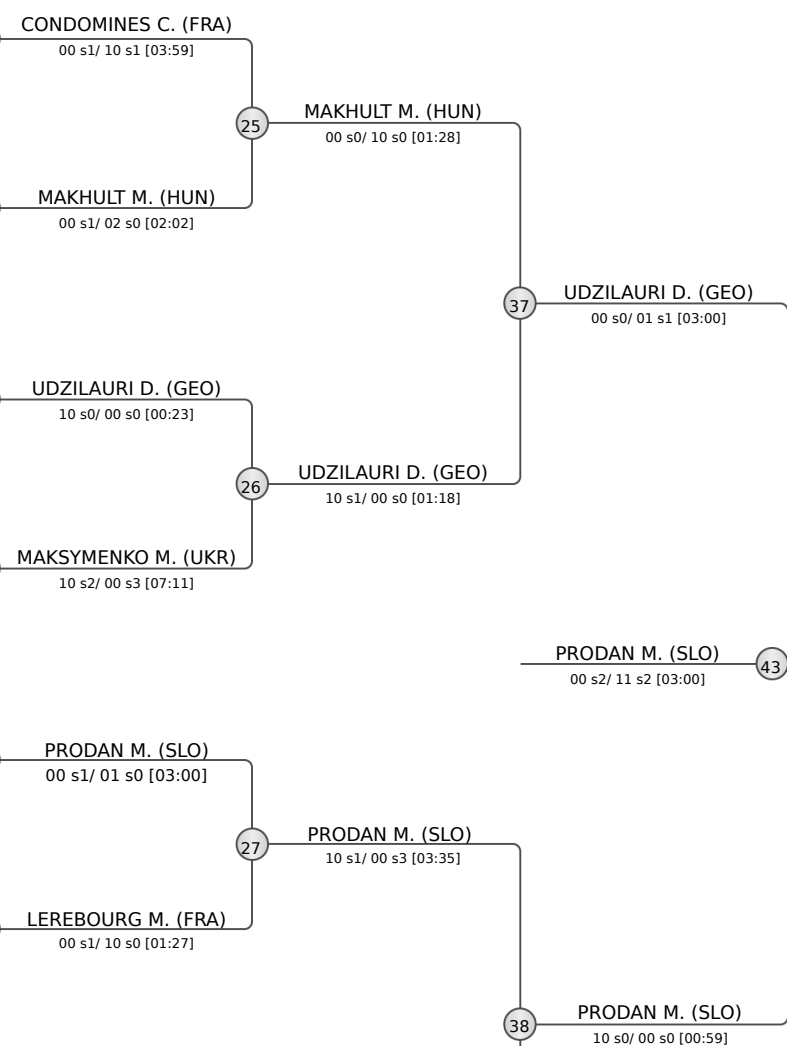 CONDOMINES C. (FRA)
00 s1/ 10 s1 [03:59]
25
MAKHULT M. (HUN)
00 s0/ 10 s0 [01:28]
MAKHULT M. (HUN)
00 s1/ 02 s0 [02:02]
37
UDZILAURI D. (GEO)
00 s0/ 01 s1 [03:00]
UDZILAURI D. (GEO)
10 s0/ 00 s0 [00:23]
26
UDZILAURI D. (GEO)
10 s1/ 00 s0 [01:18]
MAKSYMENKO M. (UKR)
10 s2/ 00 s3 [07:11]
PRODAN M. (SLO)
00 s2/ 11 s2 [03:00]
43
PRODAN M. (SLO)
00 s1/ 01 s0 [03:00]
27
PRODAN M. (SLO)
10 s1/ 00 s3 [03:35]
LEREBOURG M. (FRA)
00 s1/ 10 s0 [01:27]
38
PRODAN M. (SLO)
10 s0/ 00 s0 [00:59]